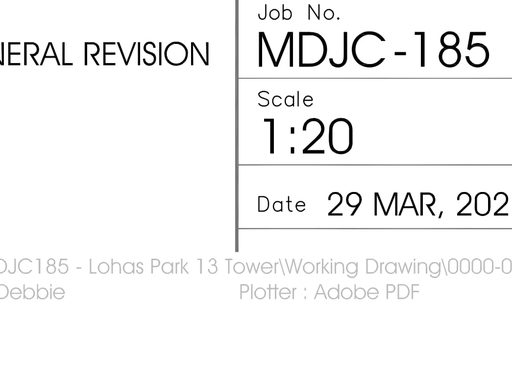 Job No.
NERAL REVISION
MDJC-185
Scale
1:20
Date 29 MAR, 202
DJC185 - Lohas Park 13 Tower\Working Drawing\0000-0
Debbie
Plotter : Adobe PDF